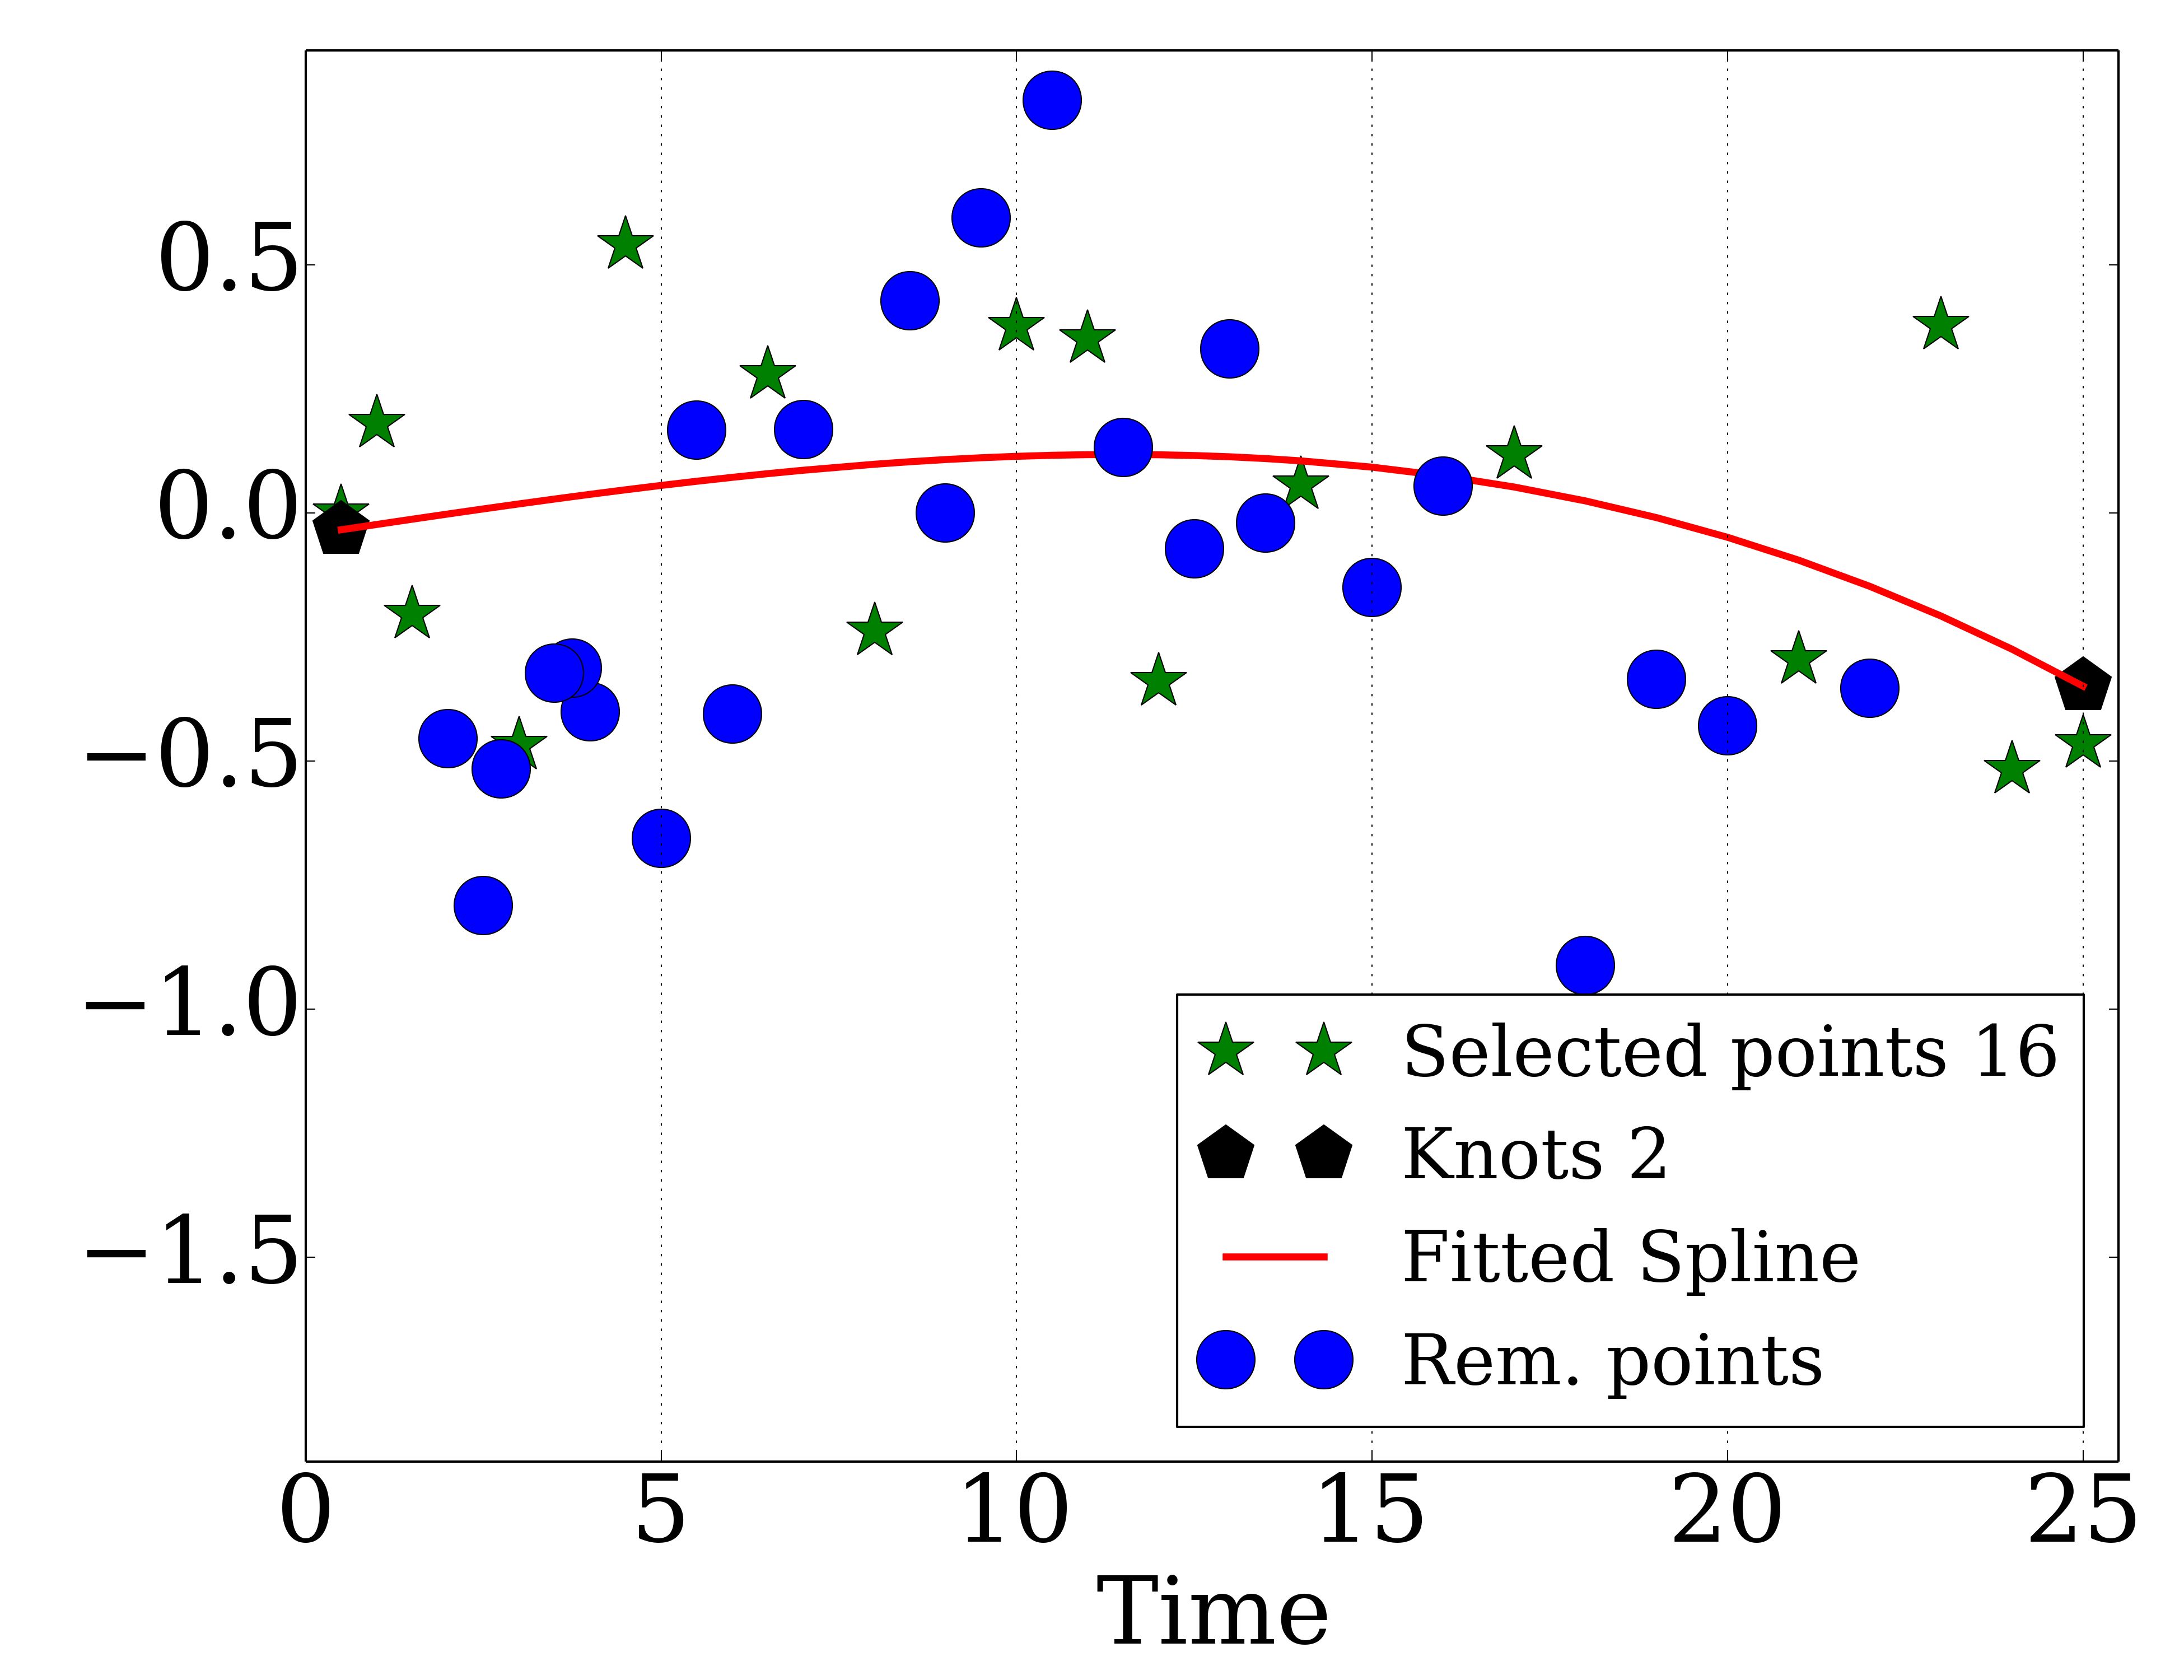 0.5
0.0
−0.5
−1.0
−1.5
Selected points 16
Knots 2
Fitted Spline
Rem. points
0 5 10 15 20 25
Time